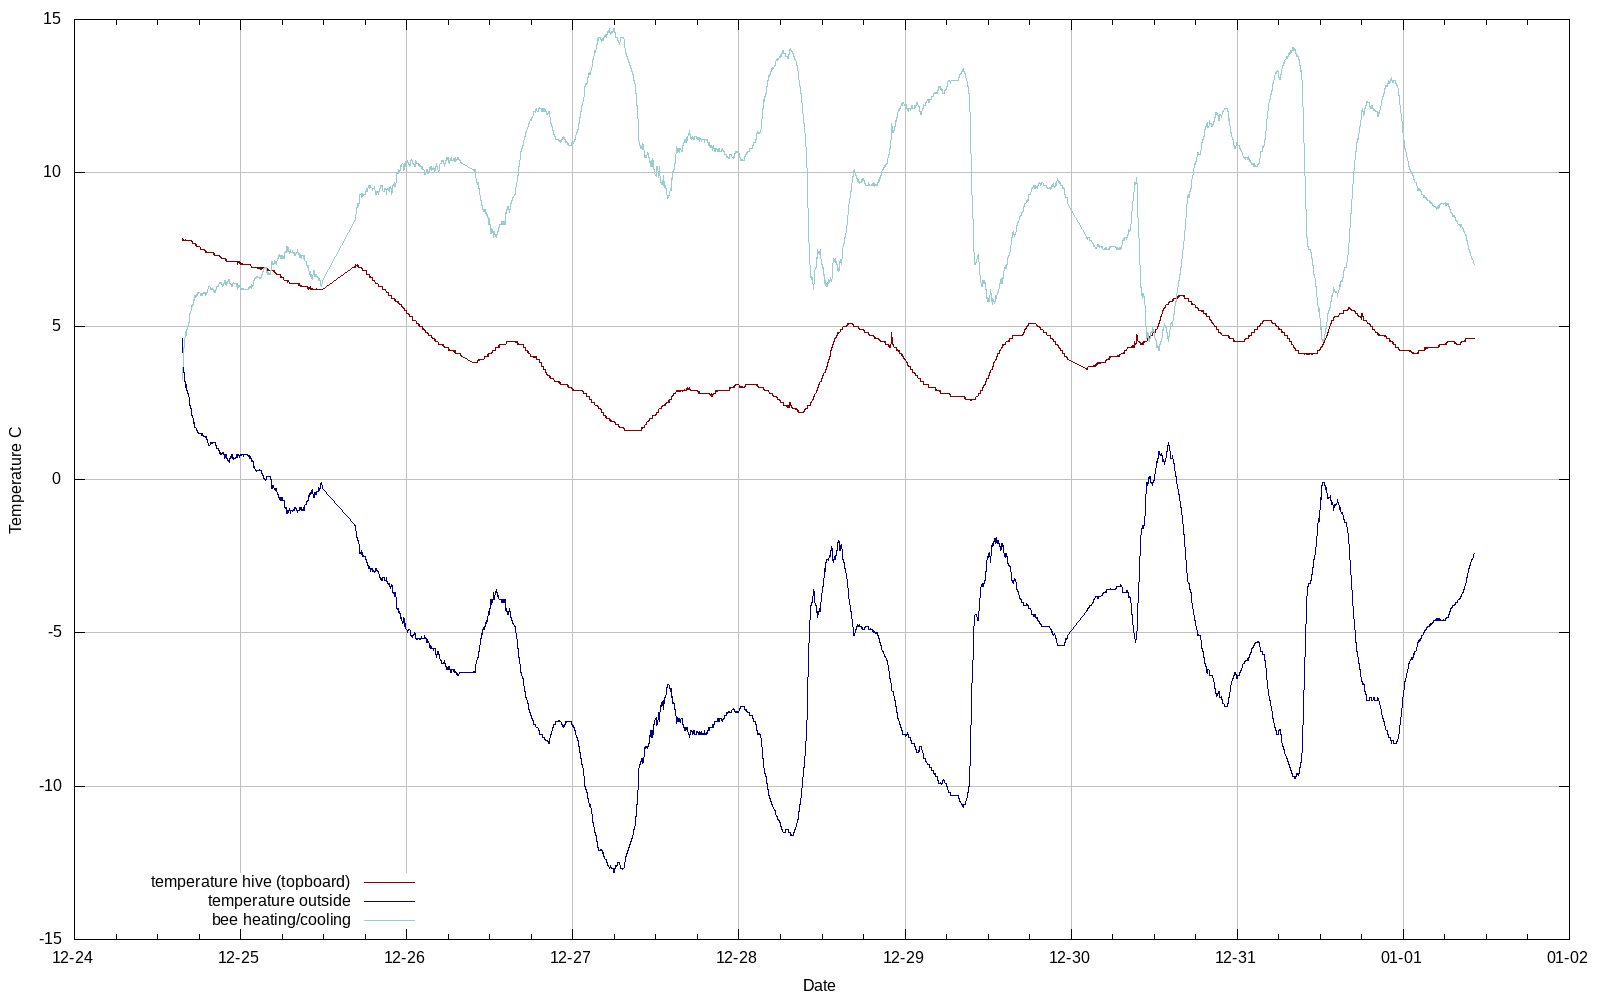 15
10
5
0
-5
-10
-15
Temperature C
temperature hive (topboard)
temperature outside
bee heating/cooling
12-24 12-25 12-26 12-27 12-28 12-29 12-30 12-31 01-01 01-02
Date